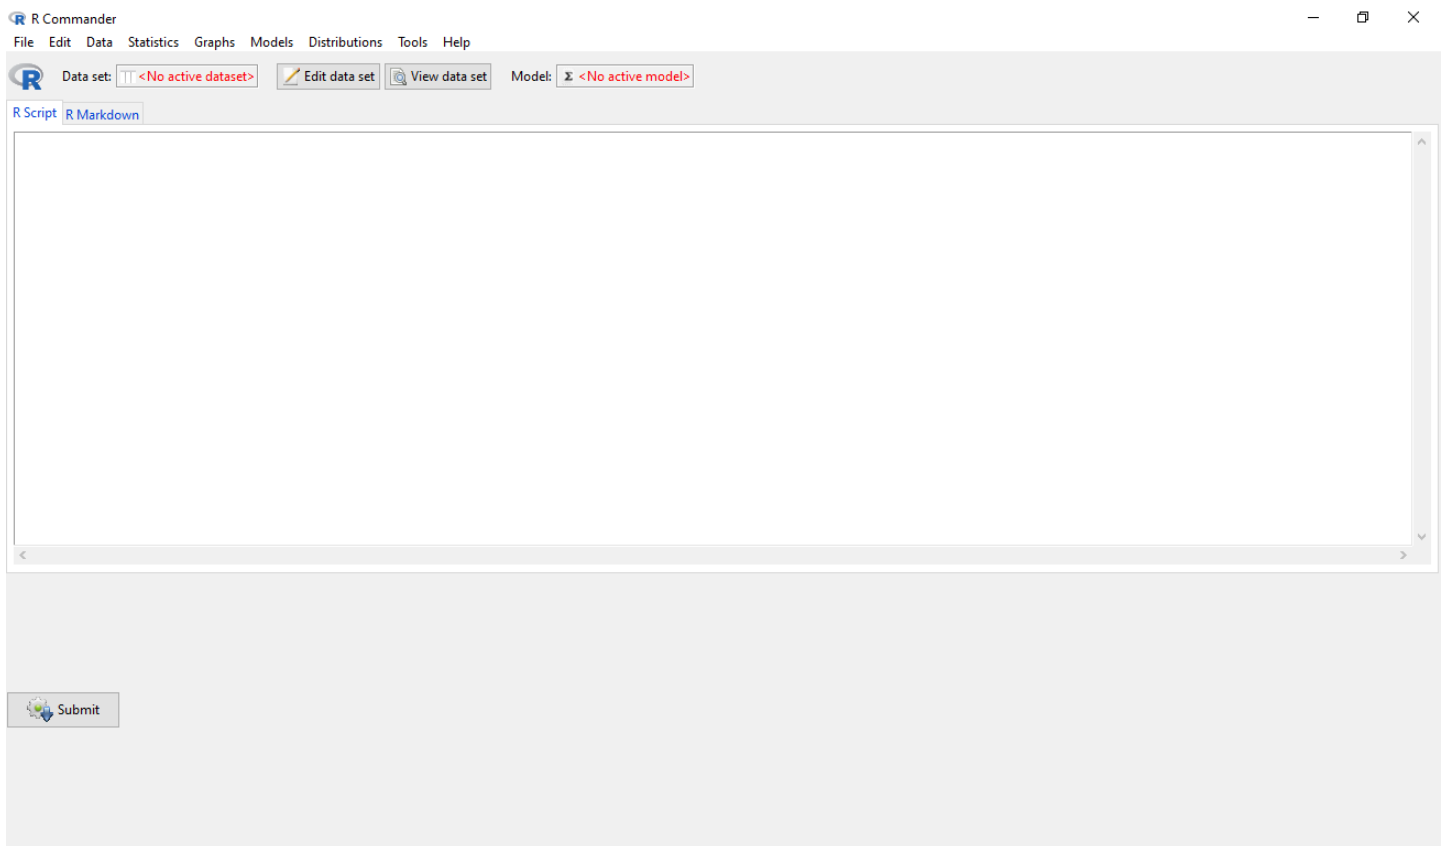 R Commander
File Edit Data Statistics Graphs Models Distributions Tools Help
R Data set: <No active dataset> Edit data set View data set Model: Σ <No active model>
R Script R Markdown
Submit